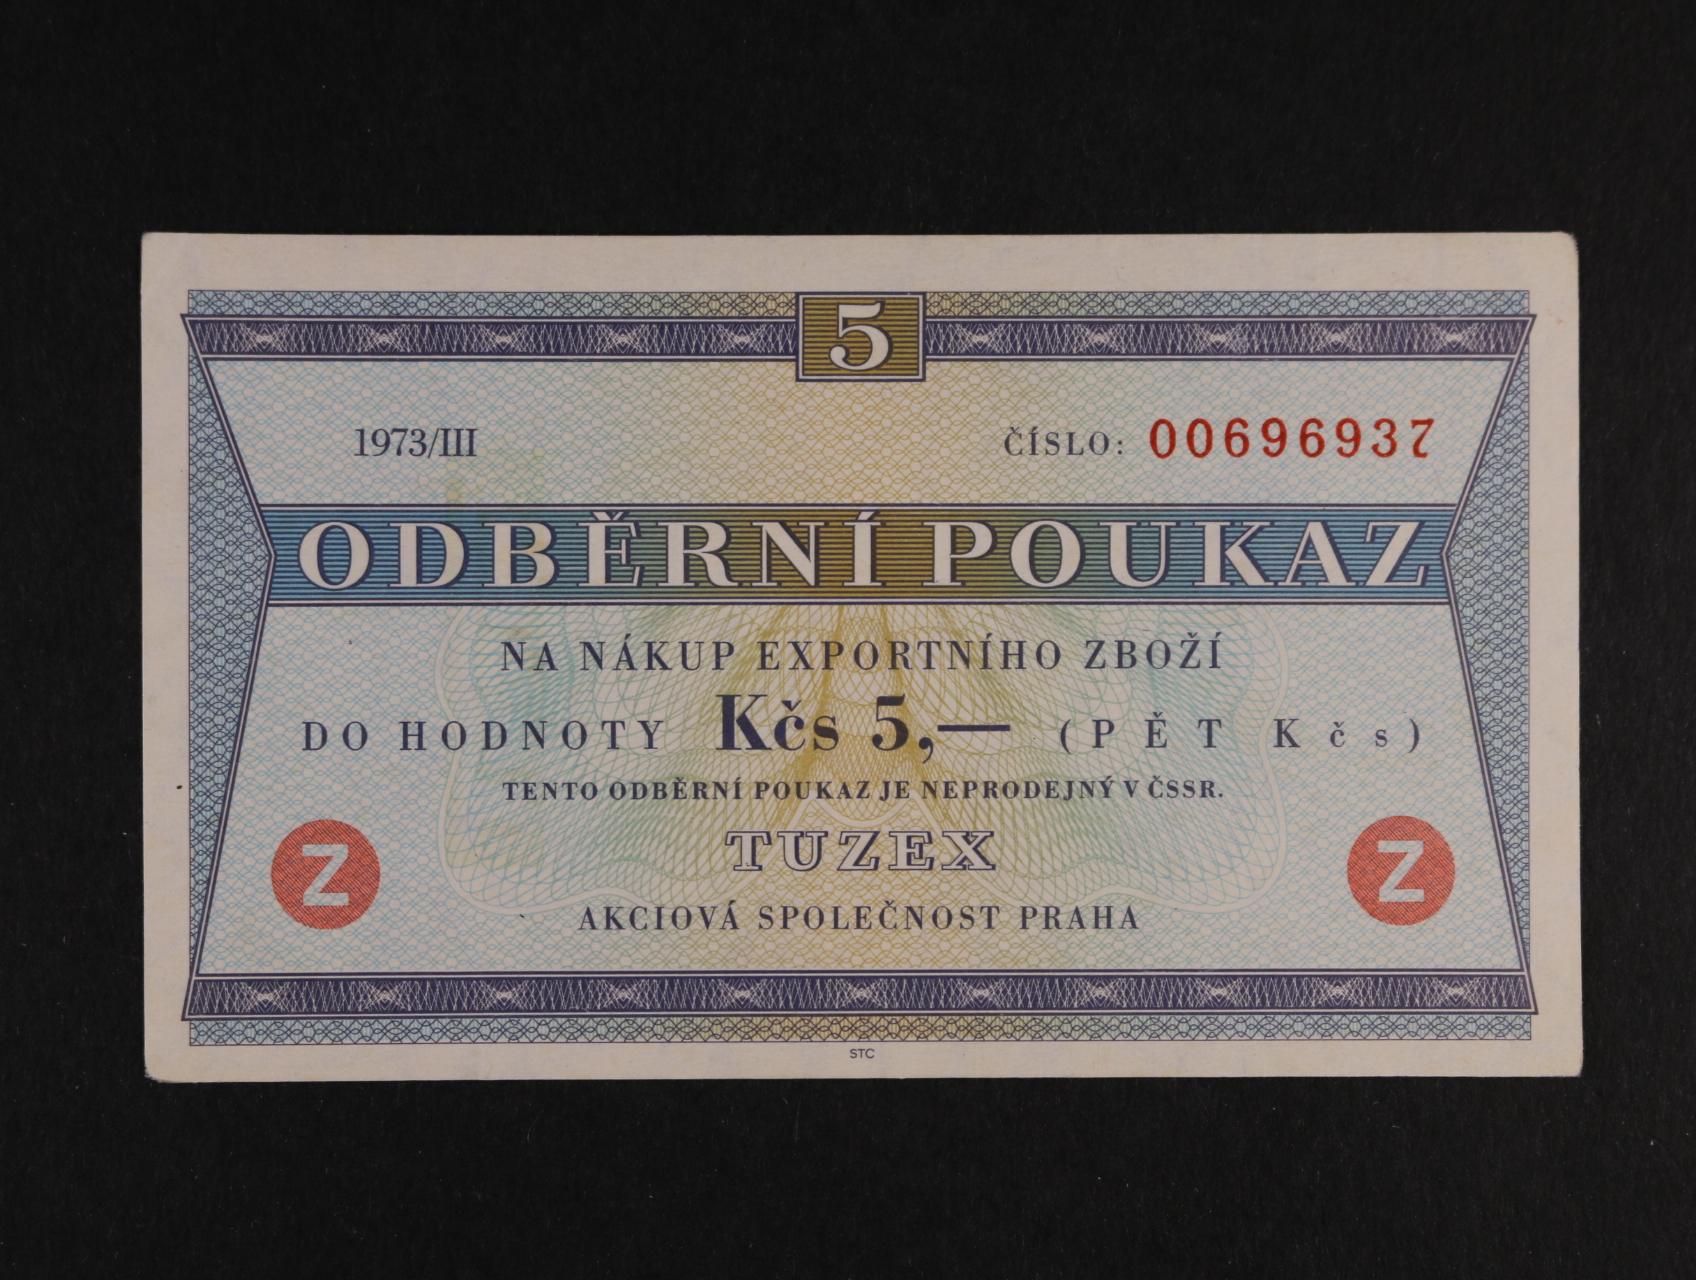 5
1973/III ČÍSLO: 00696937
ODBĚRNÍ POUKAZ
NA NÁKUP EXPORTNÍHO ZBOŽÍ
DO HODNOTY Kčs 5,— (PĚT Kčs)
TENTO ODBĚRNÍ POUKAZ JE NEPRODEJNÝ V ČSSR.
TUZEX
Z Z
AKCIOVÁ SPOLEČNOST PRAHA
STC